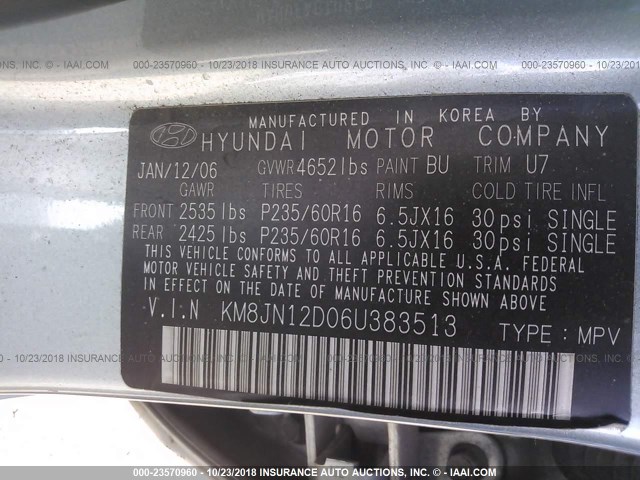 00-23570960 - 10/23/2018 INSURANCE AUTO AUCTIONS, INC. - © IAAI.COM
MANUFACTURED IN KOREA BY
HYUNDAI MOTOR COMPANY
JAN/12/06 GVWR 4652lbs PAINT BU TRIM U7
GAWR TIRES RIMS COLD TIRE INFL
FRONT 2535lbs P235/60R16 6.5JX16 30psi SINGLE
REAR 2425lbs P235/60R16 6.5JX16 30psi SINGLE
THIS VEHICLE CONFORMS TO ALL APPLICABLE U.S.A. FEDERAL
MOTOR VEHICLE SAFETY AND THEFT PREVENTION STANDARDS
IN EFFECT ON THE DATE OF MANUFACTURE SHOWN ABOVE.
V.I.N KM8JN12D06U383513
TYPE : MPV
000-23570960 - 10/23/2018 INSURANCE AUTO AUCTIONS, INC. - © IAAI.COM